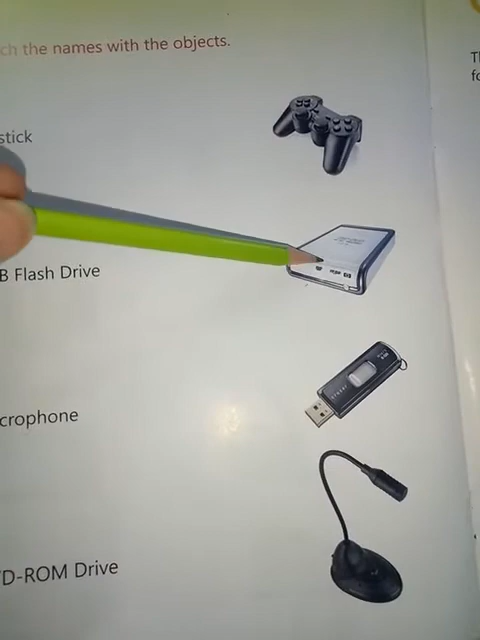 ch the names with the objects.
stick
B Flash Drive
crophone
D-ROM Drive